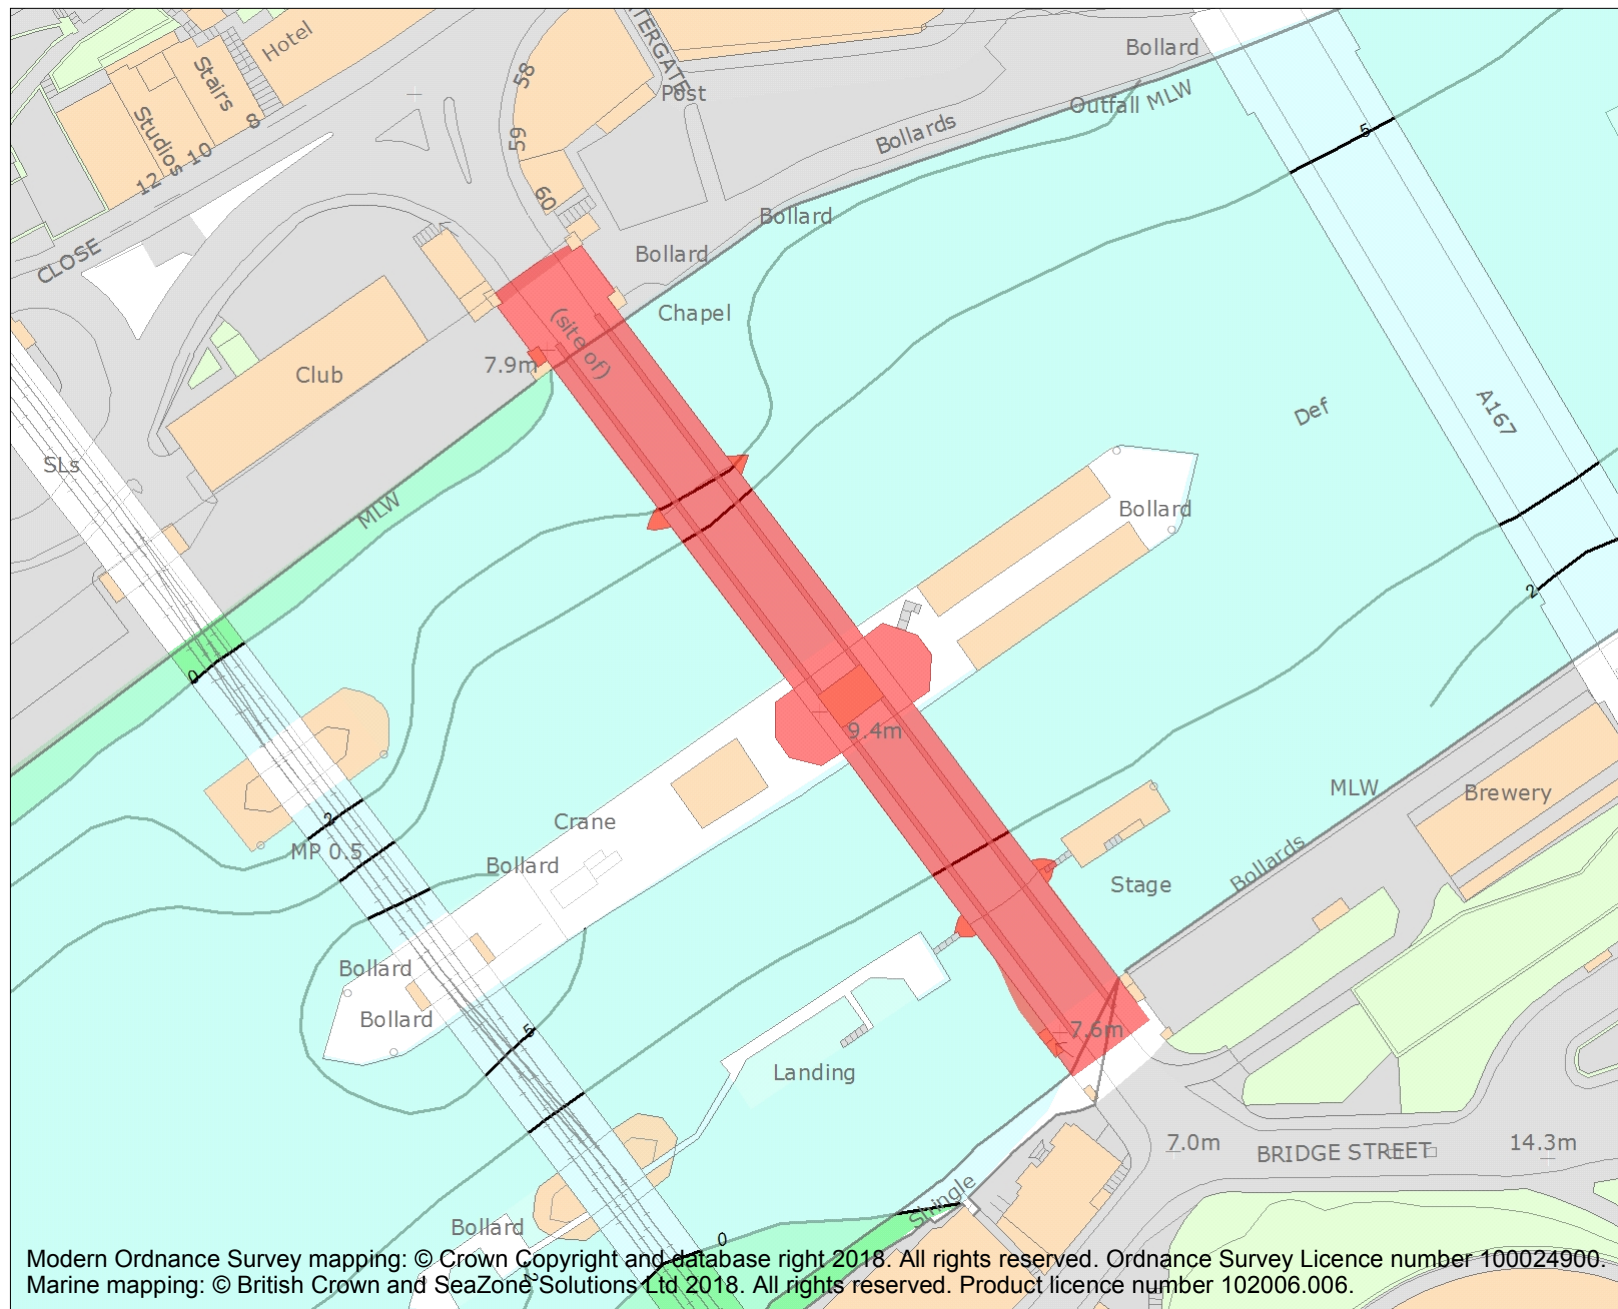 Hotel
Stairs
8
Studios
10
12
CLOSE
58
59
60
TERGATE
Post
Bollard
Outfall MLW
Bollards
5
Bollard
Bollard
Chapel
(site of)
7.9m
Club
SLs
MLW
A167
Def
Bollard
2
0
9.4m
2
MP 0.5
Crane
Bollard
MLW
Brewery
Bollards
Stage
Bollard
Bollard
5
7.6m
Landing
7.0m
BRIDGE STREET
14.3m
Shingle
Bollard
0
2
Modern Ordnance Survey mapping: © Crown Copyright and database right 2018. All rights reserved. Ordnance Survey Licence number 100024900.
Marine mapping: © British Crown and SeaZone Solutions Ltd 2018. All rights reserved. Product licence number 102006.006.